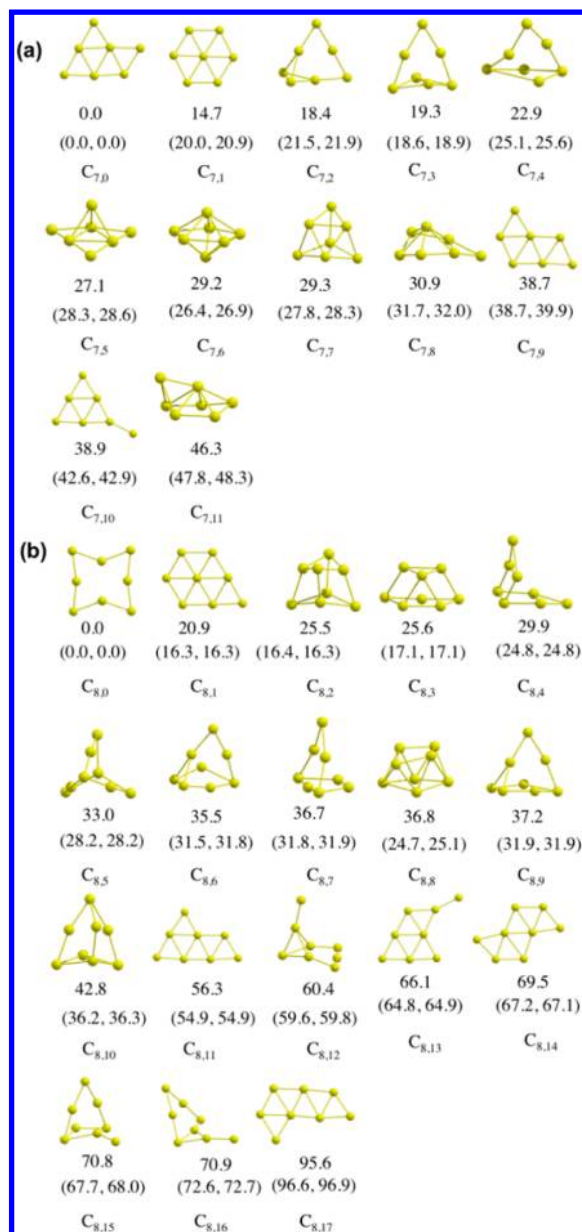 (a)
0.0 14.7 18.4 19.3 22.9
(0.0, 0.0) (20.0, 20.9) (21.5, 21.9) (18.6, 18.9) (25.1, 25.6)
C7,0 C7,1 C7,2 C7,3 C7,4
27.1 29.2 29.3 30.9 38.7
(28.3, 28.6) (26.4, 26.9) (27.8, 28.3) (31.7, 32.0) (38.7, 39.9)
C7,5 C7,6 C7,7 C7,8 C7,9
38.9 46.3
(42.6, 42.9) (47.8, 48.3)
C7,10 C7,11
(b)
0.0 20.9 25.5 25.6 29.9
(0.0, 0.0) (16.3, 16.3) (16.4, 16.3) (17.1, 17.1) (24.8, 24.8)
C8,0 C8,1 C8,2 C8,3 C8,4
33.0 35.5 36.7 36.8 37.2
(28.2, 28.2) (31.5, 31.8) (31.8, 31.9) (24.7, 25.1) (31.9, 31.9)
C8,5 C8,6 C8,7 C8,8 C8,9
42.8 56.3 60.4 66.1 69.5
(36.2, 36.3) (54.9, 54.9) (59.6, 59.8) (64.8, 64.9) (67.2, 67.1)
C8,10 C8,11 C8,12 C8,13 C8,14
70.8 70.9 95.6
(67.7, 68.0) (72.6, 72.7) (96.6, 96.9)
C8,15 C8,16 C8,17